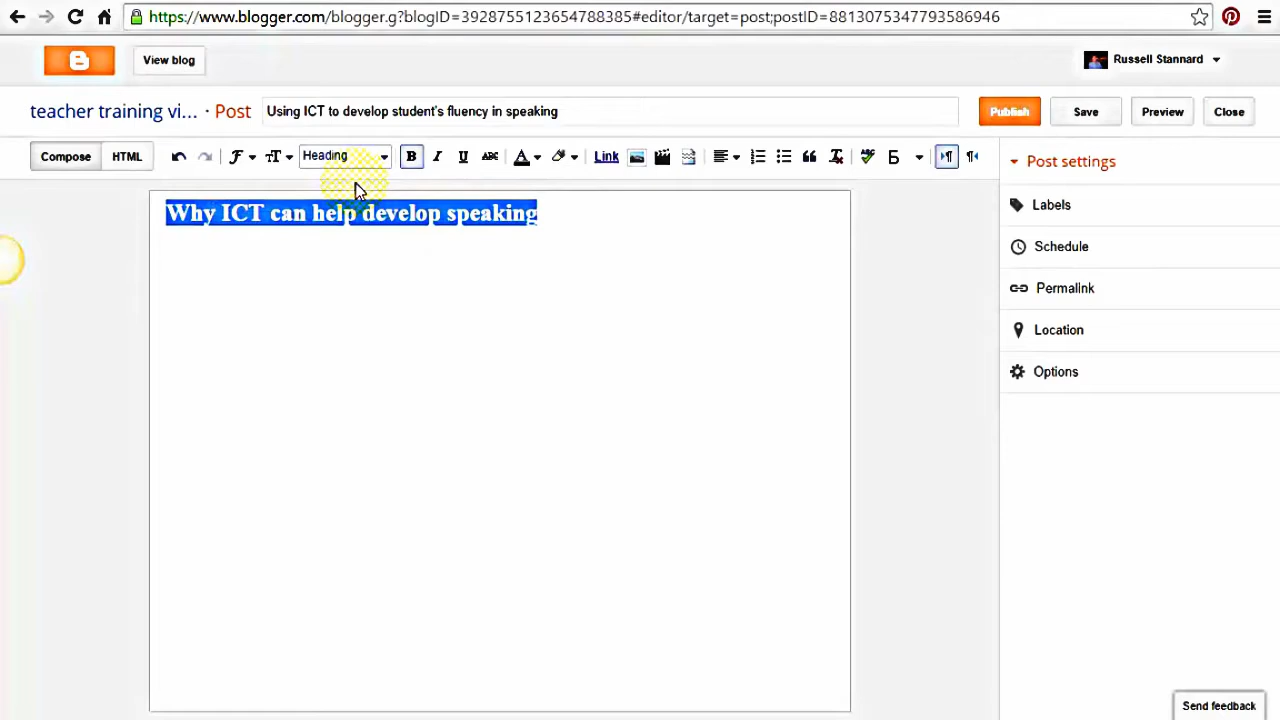 https://www.blogger.com/blogger.g?blogID=3928755123654788385#editor/target=post;postID=8813075347793586946
View blog
Russell Stannard
teacher training vi... · Post
Using ICT to develop student's fluency in speaking
Publish
Save
Preview
Close
Compose
HTML
Heading
B
I
U
ABC
A
Link
Post settings
Why ICT can help develop speaking
Labels
Schedule
Permalink
Location
Options
Send feedback